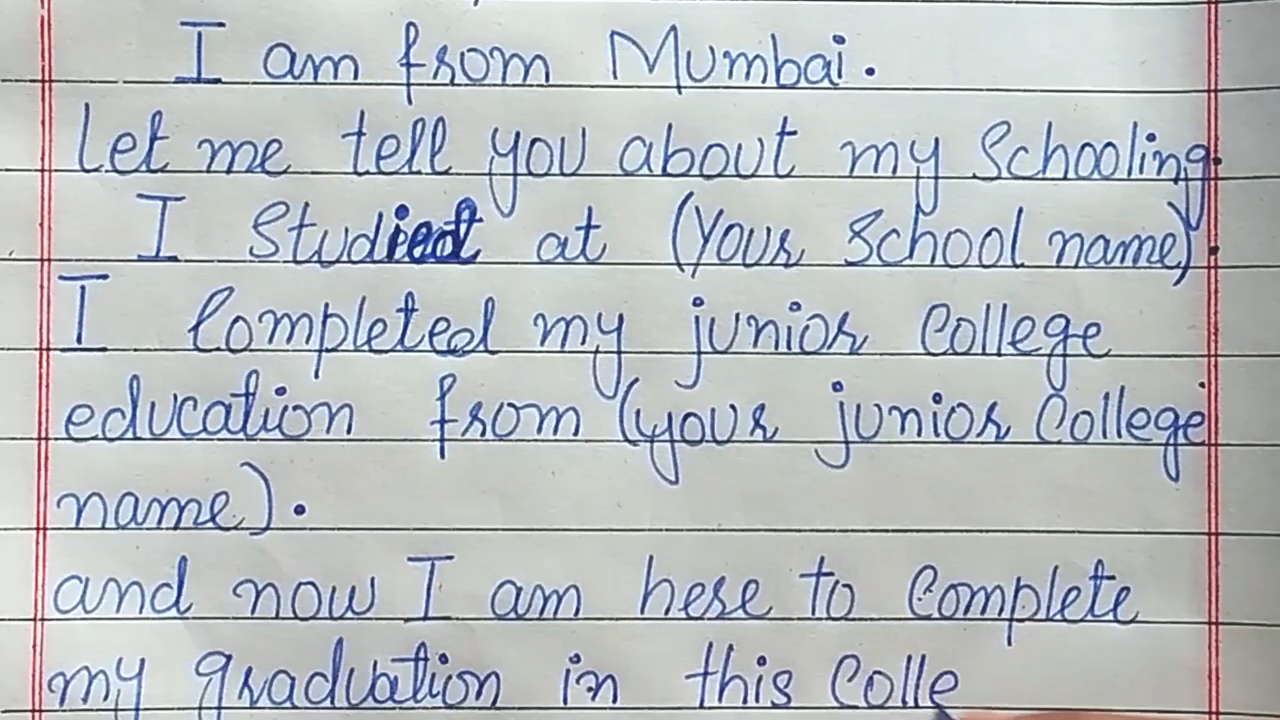 I am from Mumbai.
Let me tell you about my Schooling.
I Studied at (Your School name).
I Completed my junior College
education from (your junior College
name).
and now I am here to Complete
my graduation in this Colle